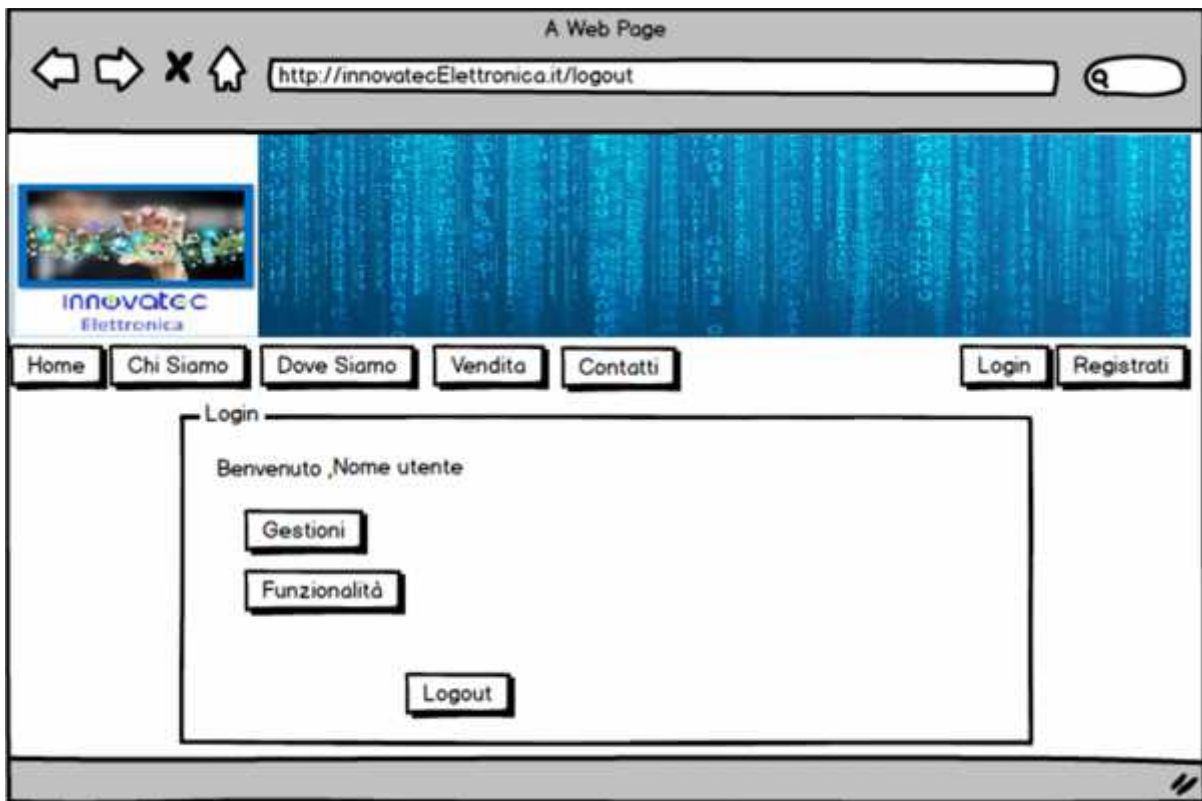 A Web Page
http://innovatecElettronica.it/logout
innovatec
Elettronica
Home Chi Siamo Dove Siamo Vendita Contatti Login Registrati
Login
Benvenuto ,Nome utente
Gestioni
Funzionalità
Logout